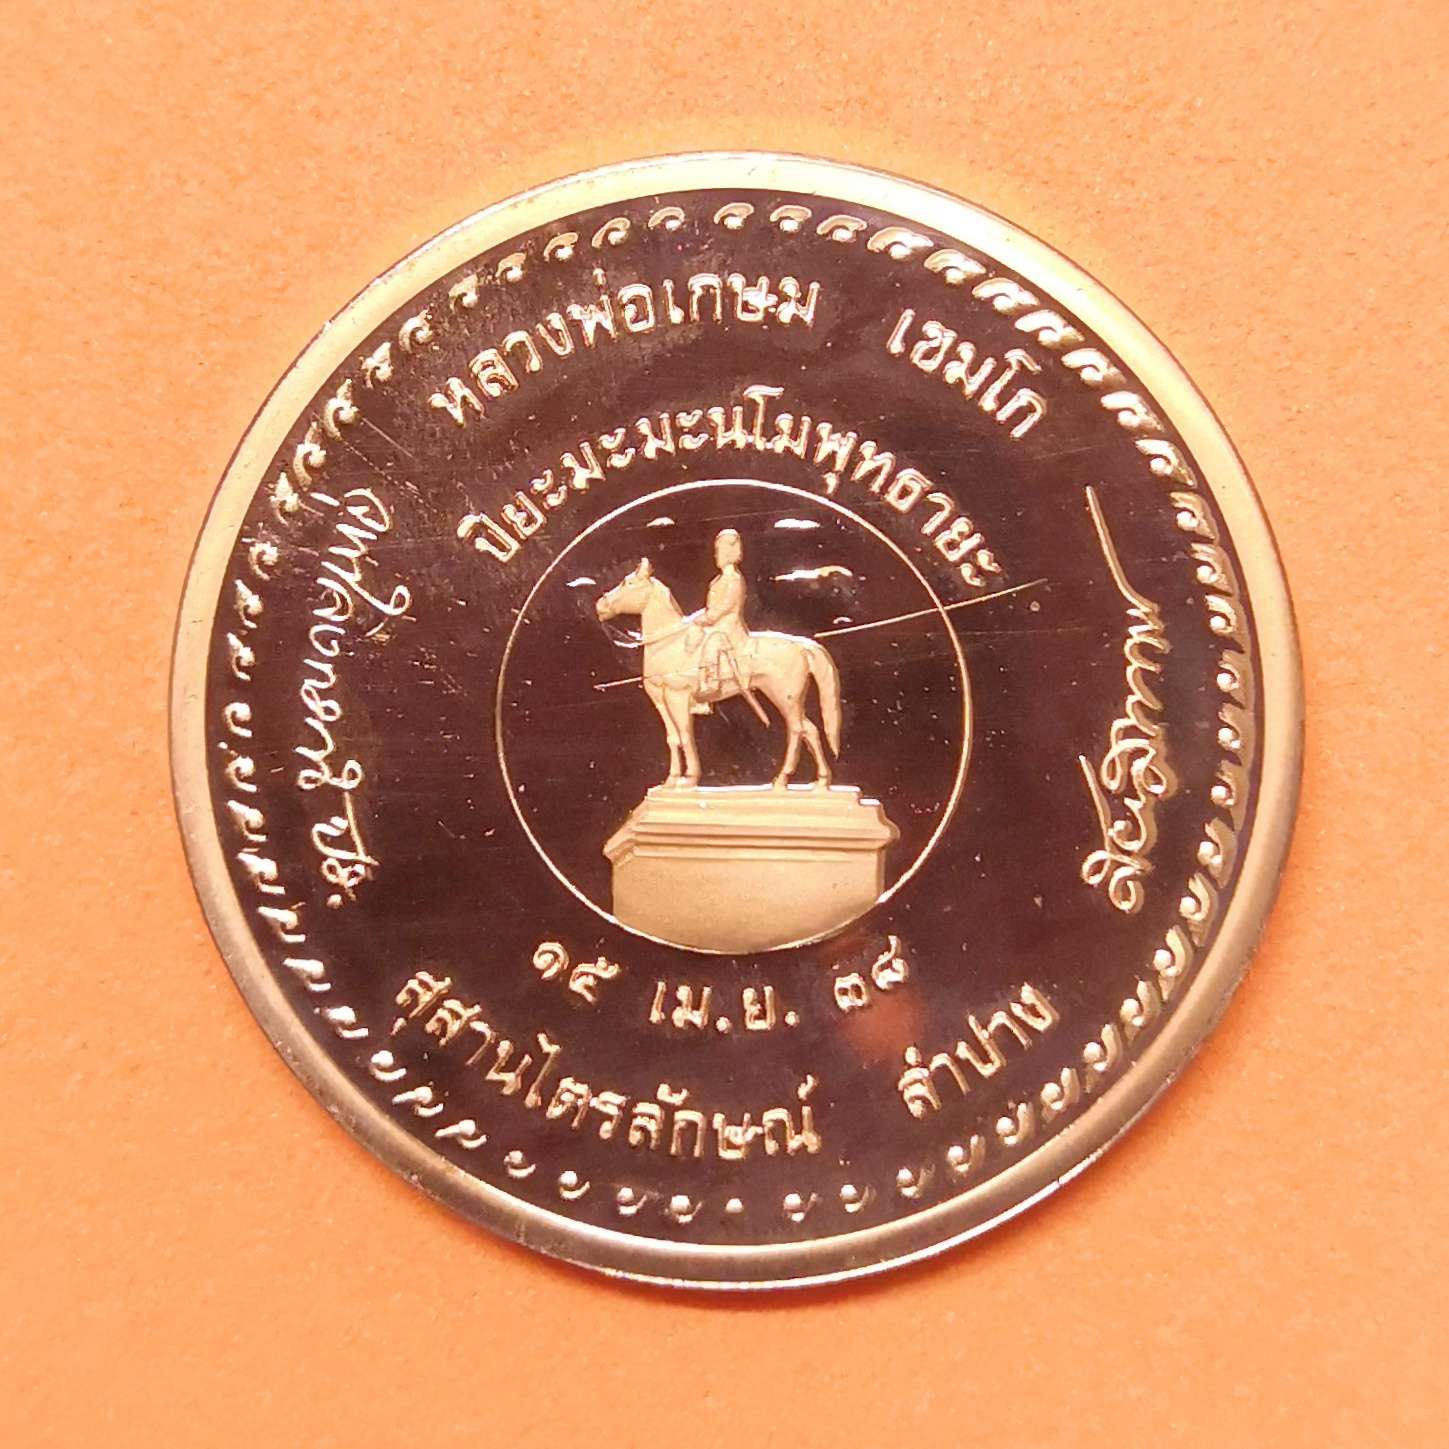 หลวงพ่อเกษม เขมโก
ปิยะมะมะนโมพุทธายะ
๑๕ เม.ย. ๓๘
สุสานไตรลักษณ์ ลำปาง